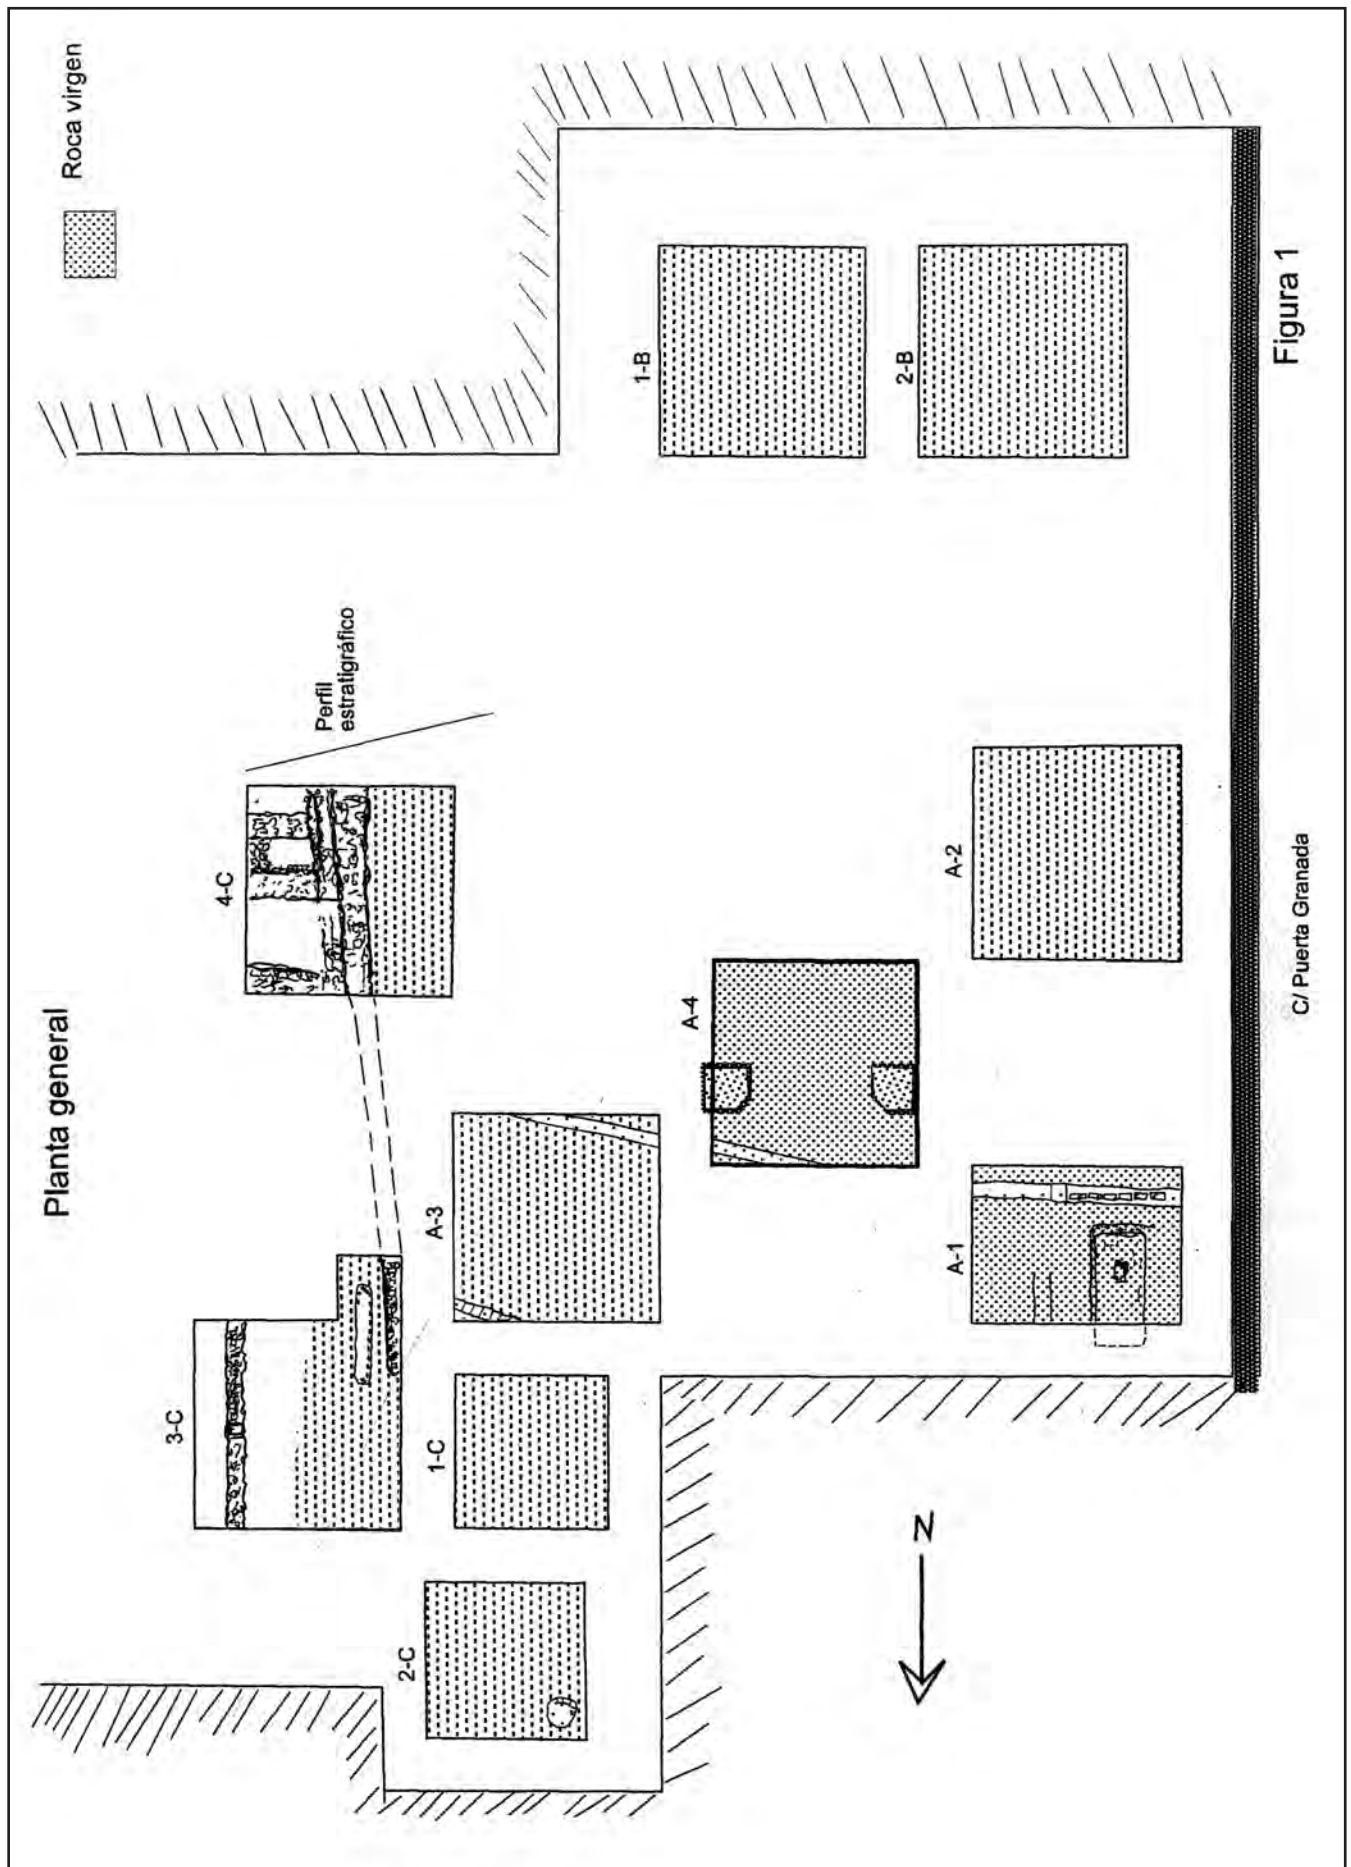 Planta general
Roca virgen
3-C
4-C
Perfil
estratigráfico
2-C
1-C
A-3
1-B
A-4
2-B
A-1
A-2
N
C/ Puerta Granada
Figura 1